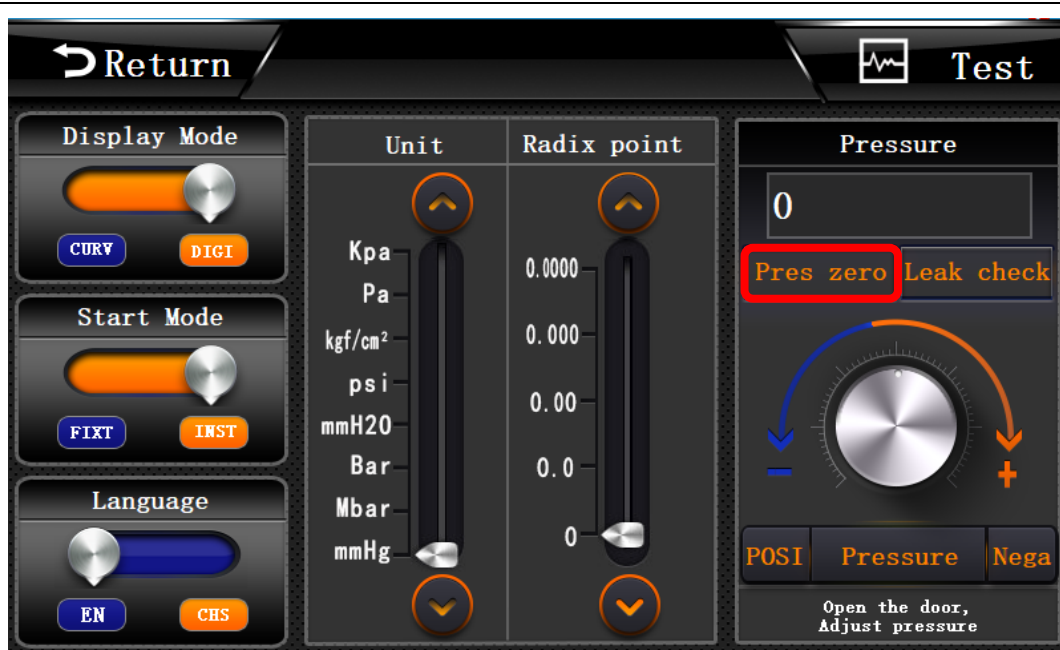 Return
Test
Display Mode
CURV
DIGI
Start Mode
FIXT
INST
Language
EN
CHS
Unit
Kpa
Pa
kgf/cm²
psi
mmH20
Bar
Mbar
mmHg
Radix point
0.0000
0.000
0.00
0.0
0
Pressure
0
Pres zero
Leak check
−
+
POSI
Pressure
Nega
Open the door,
Adjust pressure